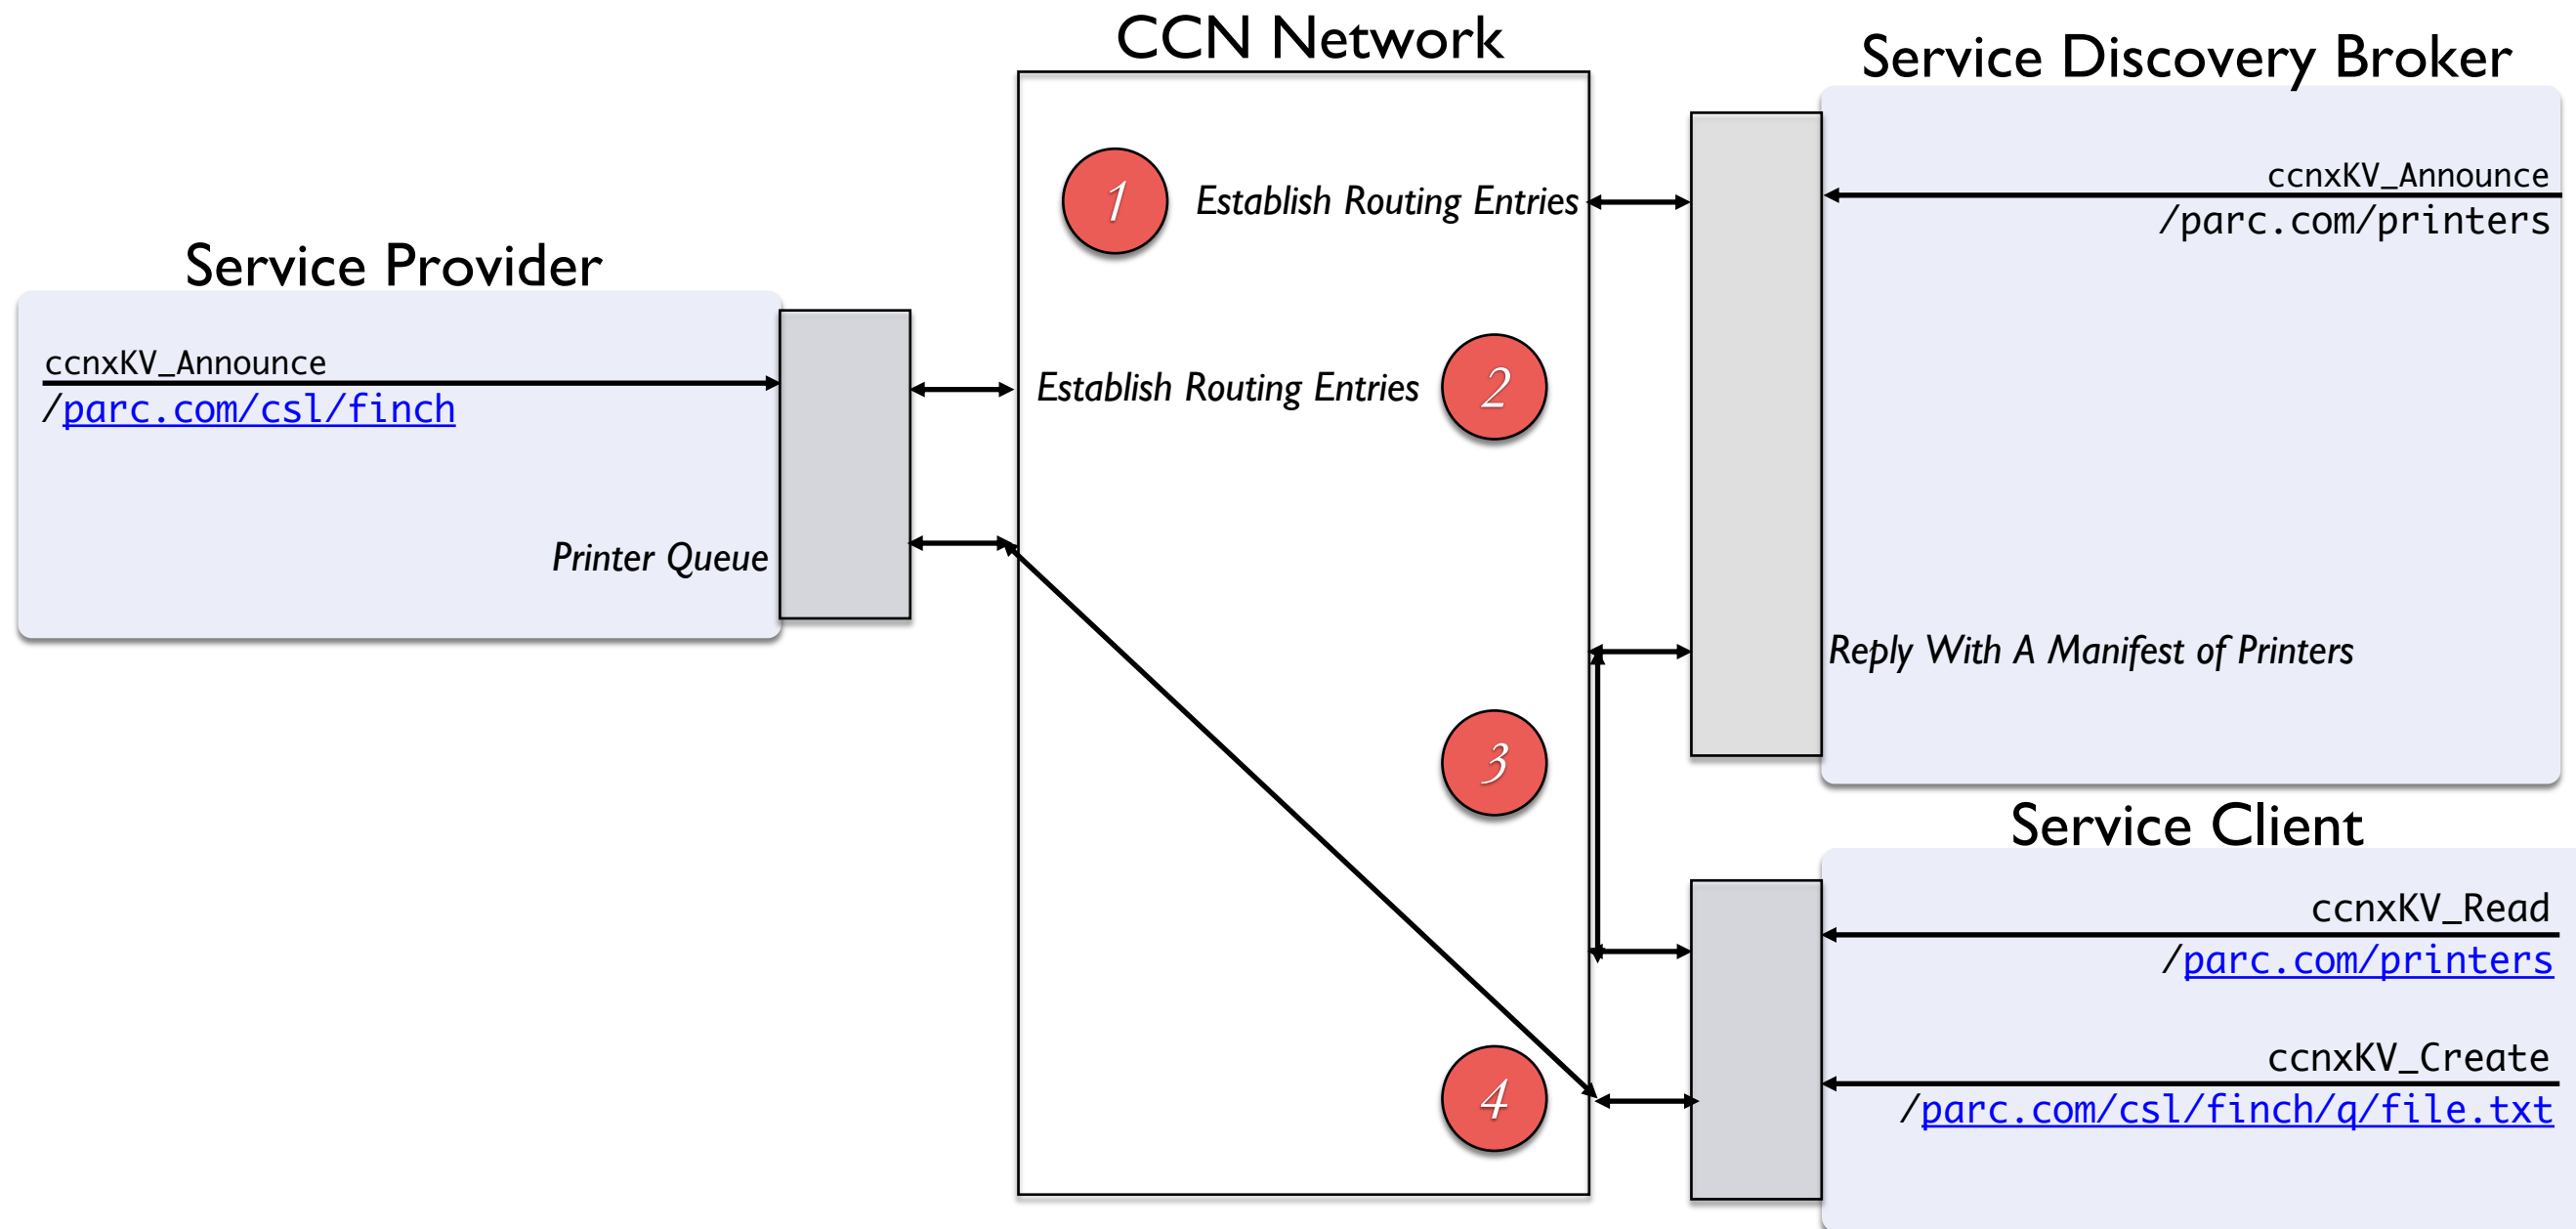 CCN Network
Service Discovery Broker
1
Establish Routing Entries
ccnxKV_Announce
/parc.com/printers
Service Provider
ccnxKV_Announce
/parc.com/csl/finch
Establish Routing Entries
2
Printer Queue
Reply With A Manifest of Printers
3
Service Client
ccnxKV_Read
/parc.com/printers
4
ccnxKV_Create
/parc.com/csl/finch/q/file.txt